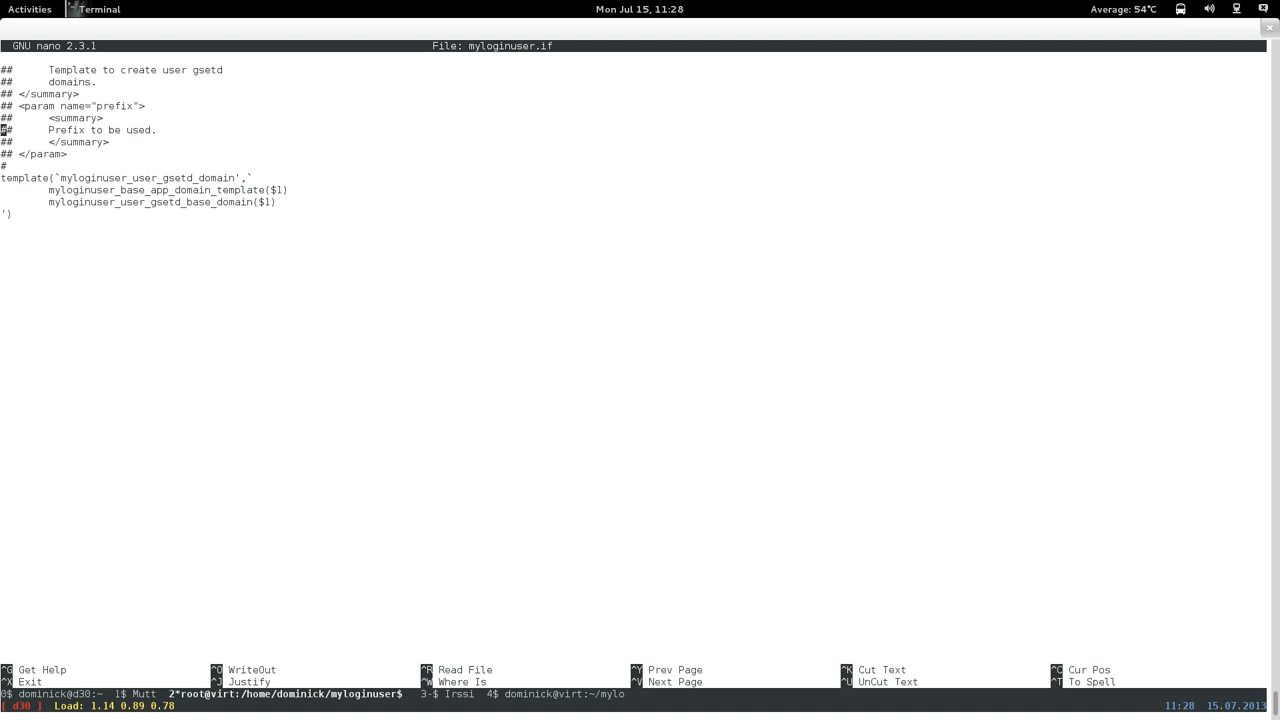 Activities Terminal Mon Jul 15, 11:28 Average: 54°C
GNU nano 2.3.1 File: myloginuser.if
## Template to create user gsetd
## domains.
## </summary>
## <param name="prefix">
## <summary>
## Prefix to be used.
## </summary>
## </param>
#
template(`myloginuser_user_gsetd_domain',`
myloginuser_base_app_domain_template($1)
myloginuser_user_gsetd_base_domain($1)
')
^G Get Help ^O WriteOut ^R Read File ^Y Prev Page ^K Cut Text ^C Cur Pos
^X Exit ^J Justify ^W Where Is ^V Next Page ^U UnCut Text ^T To Spell
0$ dominick@d30:~ 1$ Mutt 2*root@virt:/home/dominick/myloginuser$ 3-$ Irssi 4$ dominick@virt:~/mylo
[ d30 ] Load: 1.14 0.89 0.78 11:28 15.07.2013